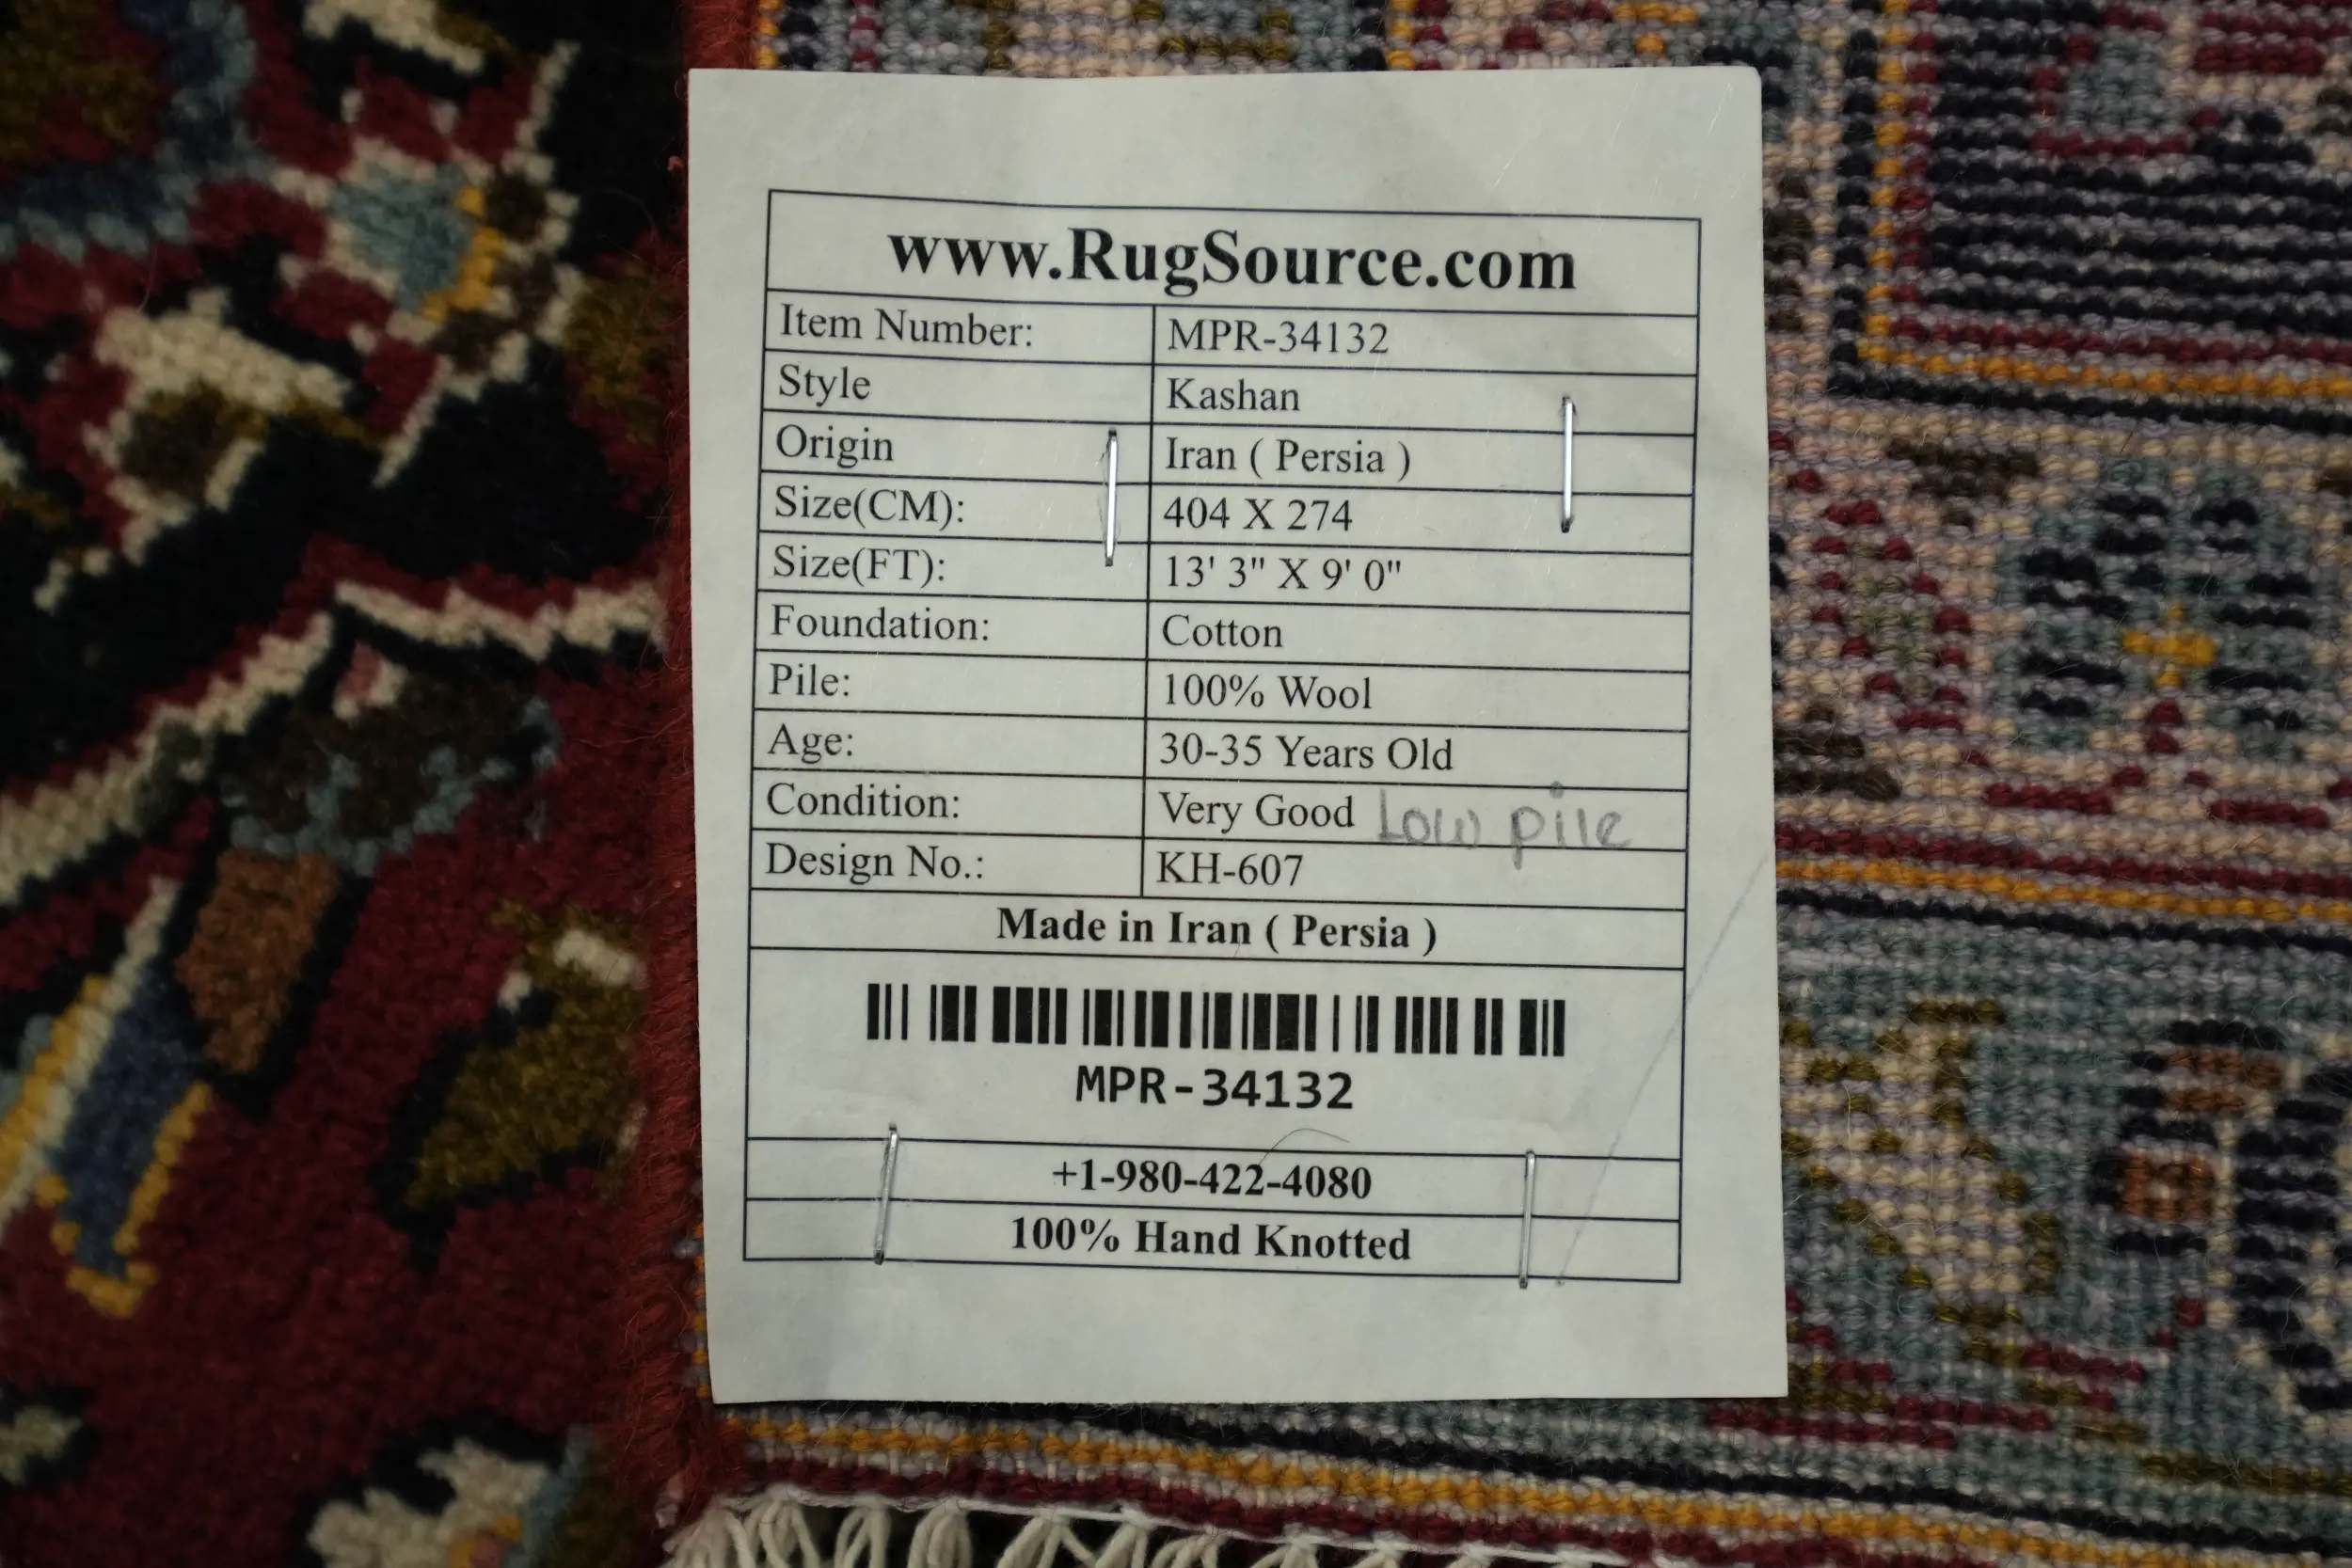 www.RugSource.com
Item Number: MPR-34132
Style Kashan
Origin Iran ( Persia )
Size(CM): 404 X 274
Size(FT): 13' 3" X 9' 0"
Foundation: Cotton
Pile: 100% Wool
Age: 30-35 Years Old
Condition: Very Good Low pile
Design No.: KH-607
Made in Iran ( Persia )
MPR-34132
+1-980-422-4080
100% Hand Knotted